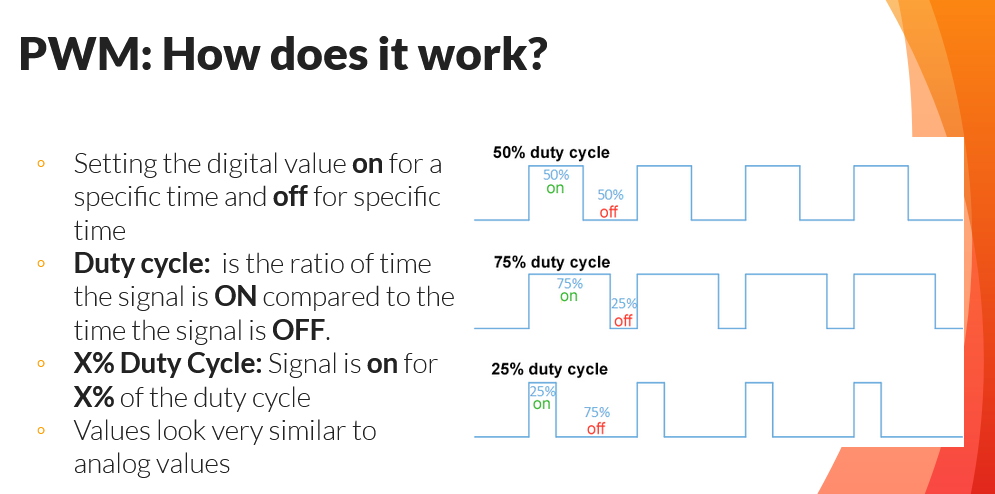 PWM: How does it work?
Setting the digital value on for a
specific time and off for specific
time
Duty cycle: is the ratio of time
the signal is ON compared to the
time the signal is OFF.
X% Duty Cycle: Signal is on for
X% of the duty cycle
Values look very similar to
analog values
50% duty cycle
50%
on
50%
off
75% duty cycle
75%
on
25%
off
25% duty cycle
25%
on
75%
off